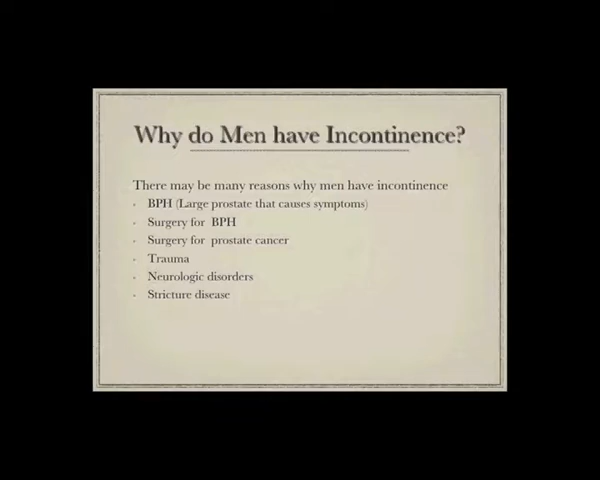 Why do Men have Incontinence?
There may be many reasons why men have incontinence
· BPH (Large prostate that causes symptoms)
· Surgery for BPH
· Surgery for prostate cancer
· Trauma
· Neurologic disorders
· Stricture disease